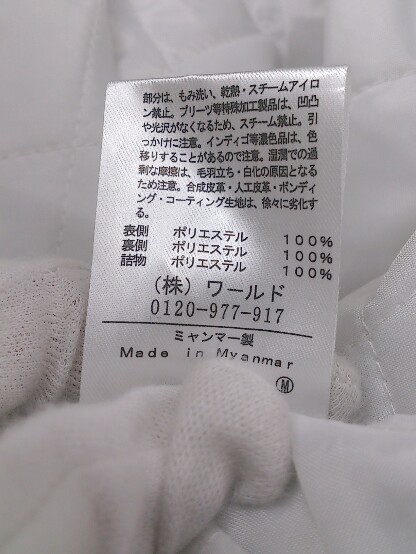 部分は、もみ洗い、乾熱・スチームアイロ
ン禁止。プリーツ等特殊加工製品は、凹凸
や光沢がなくなるため、スチーム禁止。引
っかけに注意。インディゴ等濃色品は、色
移りすることがあるので注意。湿潤での過
剰な摩擦は、毛羽立ち・白化の原因となる
ため注意。合成皮革・人工皮革・ボンディ
ング・コーティング生地は、徐々に劣化す
る。
表側 ポリエステル 100%
裏側 ポリエステル 100%
詰物 ポリエステル 100%
(株) ワールド
0120-977-917
ミャンマー製
Made in Myanmar
M